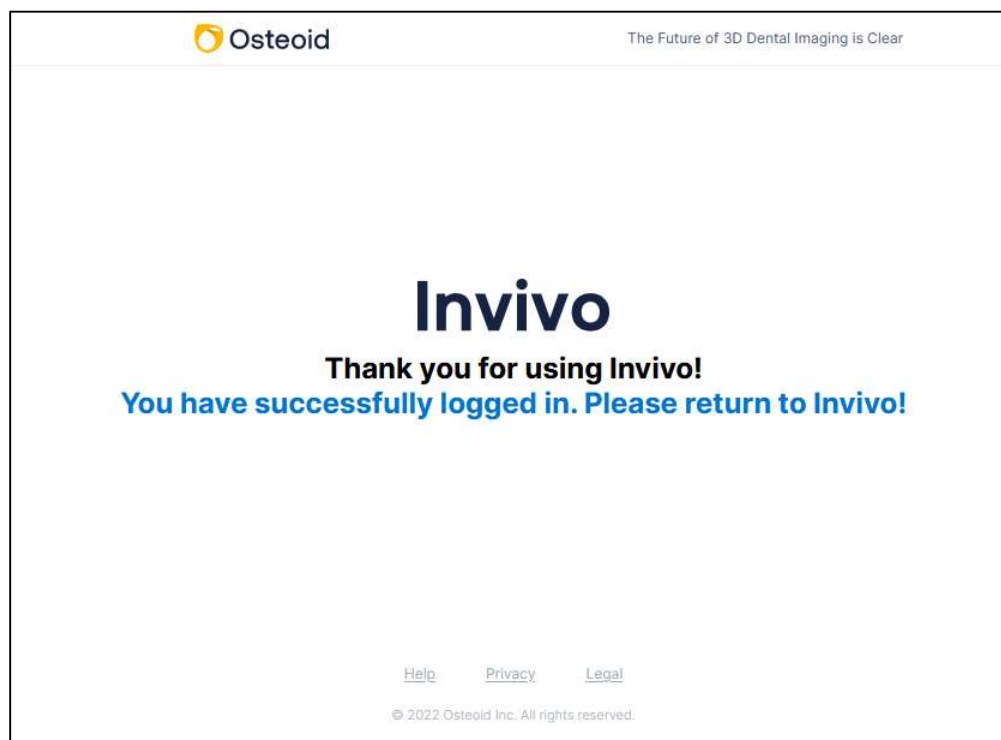 Osteoid
The Future of 3D Dental Imaging is Clear
Invivo
Thank you for using Invivo!
You have successfully logged in. Please return to Invivo!
Help Privacy Legal
© 2022 Osteoid Inc. All rights reserved.